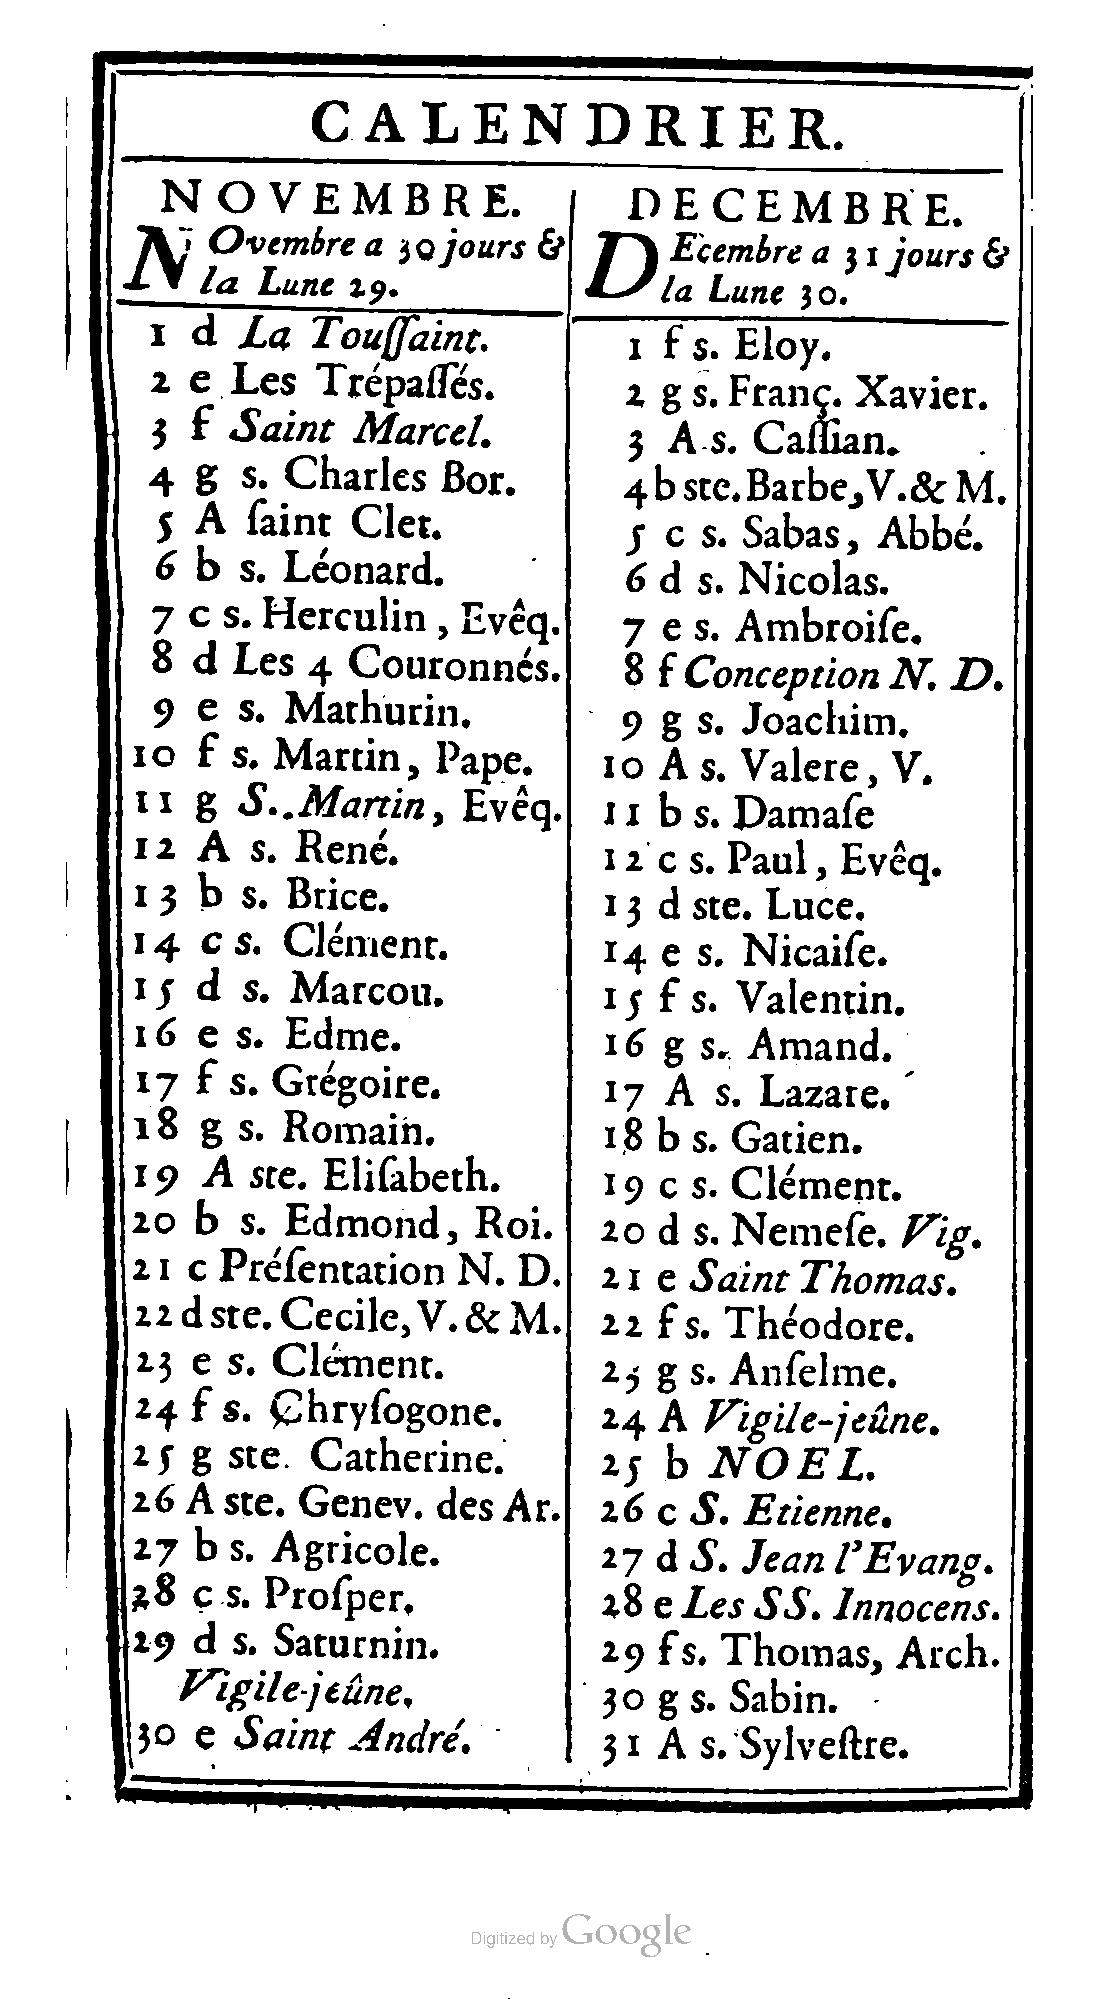 CALENDRIER.
NOVEMBRE.
NOvembre a 30 jours &
la Lune 29.
1 d La Touſſaint.
2 e Les Trépaſſés.
3 f Saint Marcel.
4 g s. Charles Bor.
5 A ſaint Clet.
6 b s. Léonard.
7 c s. Herculin, Evêq.
8 d Les 4 Couronnés.
9 e s. Mathurin.
10 f s. Martin, Pape.
11 g S. Martin, Evêq.
12 A s. René.
13 b s. Brice.
14 c s. Clément.
15 d s. Marcou.
16 e s. Edme.
17 f s. Grégoire.
18 g s. Romain.
19 A ste. Eliſabeth.
20 b s. Edmond, Roi.
21 c Préſentation N. D.
22 d ste. Cecile, V. & M.
23 e s. Clément.
24 f s. Chryſogone.
25 g ste. Catherine.
26 A ste. Genev. des Ar.
27 b s. Agricole.
28 c s. Proſper.
29 d s. Saturnin.
Vigile-jeûne.
30 e Saint André.
DECEMBRE.
DEcembre a 31 jours &
la Lune 30.
1 f s. Eloy.
2 g s. Franç. Xavier.
3 A s. Caſſian.
4 b ste. Barbe, V. & M.
5 c s. Sabas, Abbé.
6 d s. Nicolas.
7 e s. Ambroiſe.
8 f Conception N. D.
9 g s. Joachim.
10 A s. Valere, V.
11 b s. Damaſe
12 c s. Paul, Evêq.
13 d ste. Luce.
14 e s. Nicaiſe.
15 f s. Valentin.
16 g s. Amand.
17 A s. Lazare.
18 b s. Gatien.
19 c s. Clément.
20 d s. Nemeſe. Vig.
21 e Saint Thomas.
22 f s. Théodore.
23 g s. Anſelme.
24 A Vigile-jeûne.
25 b NOEL.
26 c S. Etienne.
27 d S. Jean l'Evang.
28 e Les SS. Innocens.
29 f s. Thomas, Arch.
30 g s. Sabin.
31 A s. Sylveſtre.
Digitized by Google